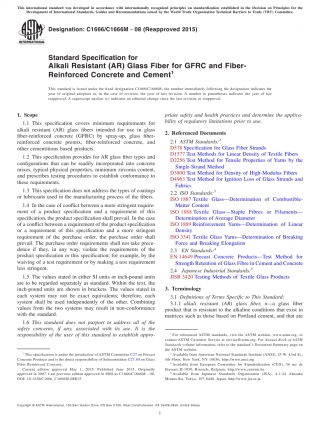 This international standard was developed in accordance with internationally recognized principles on standardization established in the Decision on Principles for the
Development of International Standards, Guides and Recommendations issued by the World Trade Organization Technical Barriers to Trade (TBT) Committee.
Designation: C1666/C1666M − 08 (Reapproved 2015)
Standard Specification for
Alkali Resistant (AR) Glass Fiber for GFRC and Fiber-
Reinforced Concrete and Cement1
This standard is issued under the fixed designation C1666/C1666M; the number immediately following the designation indicates the
year of original adoption or, in the case of revision, the year of last revision. A number in parentheses indicates the year of last
reapproval. A superscript epsilon (ε) indicates an editorial change since the last revision or reapproval.
1. Scope
1.1 This specification covers minimum requirements for
alkali resistant (AR) glass fibers intended for use in glass
fiber-reinforced concrete (GFRC) by spray-up, glass fiber-
reinforced concrete premix, fiber-reinforced concrete, and
other cementitious based products.
1.2 This specification provides for AR glass fiber types and
configurations that can be readily incorporated into concrete
mixes, typical physical properties, minimum zirconia content,
and prescribes testing procedures to establish conformance to
these requirements.
1.3 This specification does not address the types of coatings
or lubricants used in the manufacturing process of the fibers.
1.4 In the case of conflict between a more stringent require-
ment of a product specification and a requirement of this
specification, the product specification shall prevail. In the case
of a conflict between a requirement of the product specification
or a requirement of this specification and a more stringent
requirement of the purchase order, the purchase order shall
prevail. The purchase order requirements shall not take prece-
dence if they, in any way, violate the requirements of the
product specification or this specification; for example, by the
waiving of a test requirement or by making a test requirement
less stringent.
1.5 The values stated in either SI units or inch-pound units
are to be regarded separately as standard. Within the text, the
inch-pound units are shown in brackets. The values stated in
each system may not be exact equivalents; therefore, each
system shall be used independently of the other. Combining
values from the two systems may result in non-conformance
with the standard.
1.6 This standard does not purport to address all of the
safety concerns, if any, associated with its use. It is the
responsibility of the user of this standard to establish appro-
priate safety and health practices and determine the applica-
bility of regulatory limitations prior to use.
2. Referenced Documents
2.1 ASTM Standards:2
D578 Specification for Glass Fiber Strands
D1577 Test Methods for Linear Density of Textile Fibers
D2256 Test Method for Tensile Properties of Yarns by the
Single-Strand Method
D3800 Test Method for Density of High-Modulus Fibers
D4963 Test Method for Ignition Loss of Glass Strands and
Fabrics
2.2 ISO Standards:3
ISO 1887 Textile Glass—Determination of Combustible-
Matter Content
ISO 1888 Textile Glass—Staple Fibres or Filaments—
Determination of Average Diameter
ISO 1889 Reinforcement Yarns—Determination of Linear
Density
ISO 3341 Textile Glass Yarns—Determination of Breaking
Force and Breaking Elongation
2.3 EN Standards:4
EN 14649 Precast Concrete Products—Test Method for
Strength Retention of Glass Fibre in Cement and Concrete
2.4 Japanese Industrial Standards:5
JISR 3420 Testing Methods of Textile Glass Products
3. Terminology
3.1 Definitions of Terms Specific to This Standard:
3.1.1 alkali resistant (AR) glass fiber, n—a glass fiber
product that is resistant to the alkaline conditions that exist in
matrices such as those based on Portland cement, and that are
1 This specification is under the jurisdiction of ASTM Committee C27 on Precast
Concrete Products and is the direct responsibility of Subcommittee C27.40 on Glass
Fiber Reinforced Concrete.
Current edition approved May 1, 2015. Published June 2015. Originally
DOI: 10.1520/C1666_C1666M-08R15.
2 For referenced ASTM standards, visit the ASTM website, www.astm.org, or
contact ASTM Customer Service at service@astm.org. For Annual Book of ASTM
Standards volume information, refer to the standard's Document Summary page on
the ASTM website.
3 Available from American National Standards Institute (ANSI), 25 W. 43rd St.,
4th Floor, New York, NY 10036, http://www.ansi.org.
4 Available from European Committee for Standardization (CEN), 36 rue de
Stassart, B-1050, Brussels, Belgium, http://www.cenorm.be.
5 Available from Japanese Standards Organization (JSA), 4-1-24 Akasaka
Minato-Ku, Tokyo, 107-8440, Japan, http://www.jsa.or.jp.
Copyright © ASTM International, 100 Barr Harbor Drive, PO Box C700, West Conshohocken, PA 19428-2959. United States
1